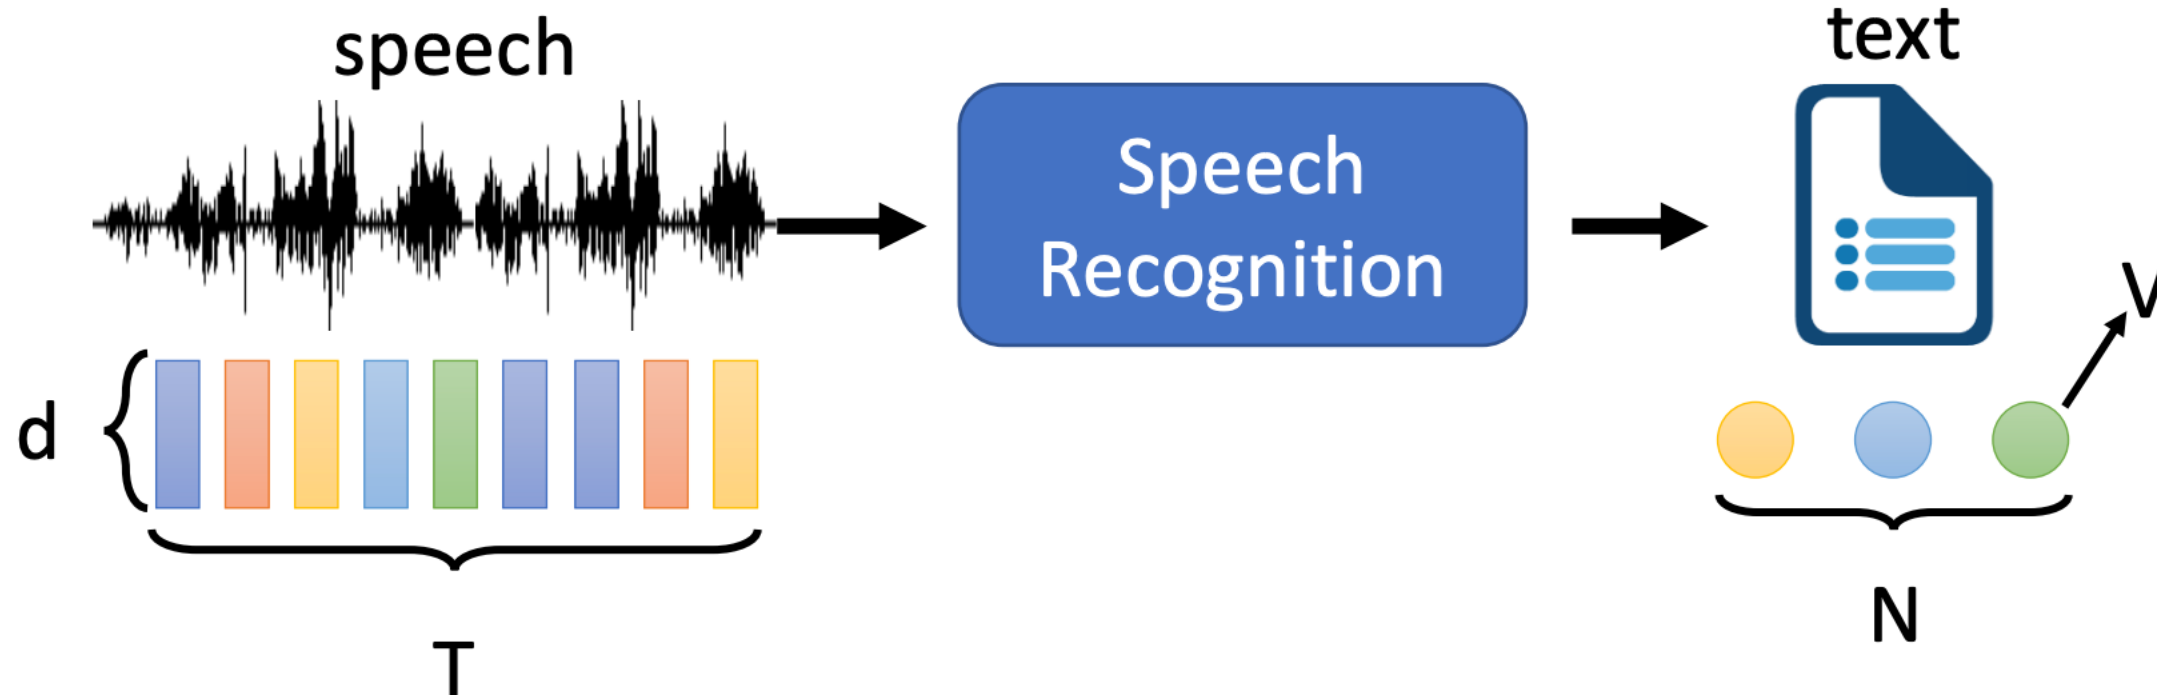 speech
text
Speech
Recognition
V
d
N
T